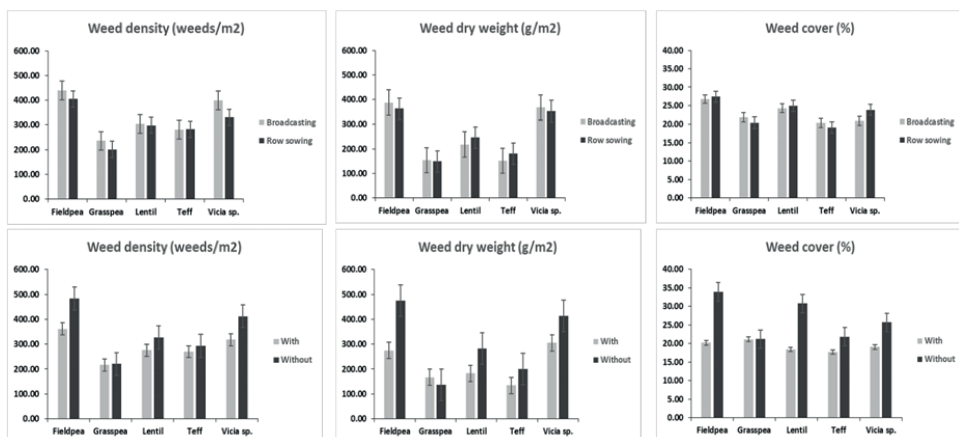 Weed density (weeds/m2)
600.00
500.00
400.00
300.00
200.00
100.00
0.00
Fieldpea Grasspea Lentil Teff Vicia sp.
Broadcasting
Row sowing
Weed dry weight (g/m2)
600.00
500.00
400.00
300.00
200.00
100.00
0.00
Fieldpea Grasspea Lentil Teff Vicia sp.
Broadcasting
Row sowing
Weed cover (%)
40.00
35.00
30.00
25.00
20.00
15.00
10.00
5.00
0.00
Fieldpea Grasspea Lentil Teff Vicia sp.
Broadcasting
Row sowing
Weed density (weeds/m2)
600.00
500.00
400.00
300.00
200.00
100.00
0.00
Fieldpea Grasspea Lentil Teff Vicia sp.
With
Without
Weed dry weight (g/m2)
600.00
500.00
400.00
300.00
200.00
100.00
0.00
Fieldpea Grasspea Lentil Teff Vicia sp.
With
Without
Weed cover (%)
40.00
35.00
30.00
25.00
20.00
15.00
10.00
5.00
0.00
Fieldpea Grasspea Lentil Teff Vicia sp.
With
Without